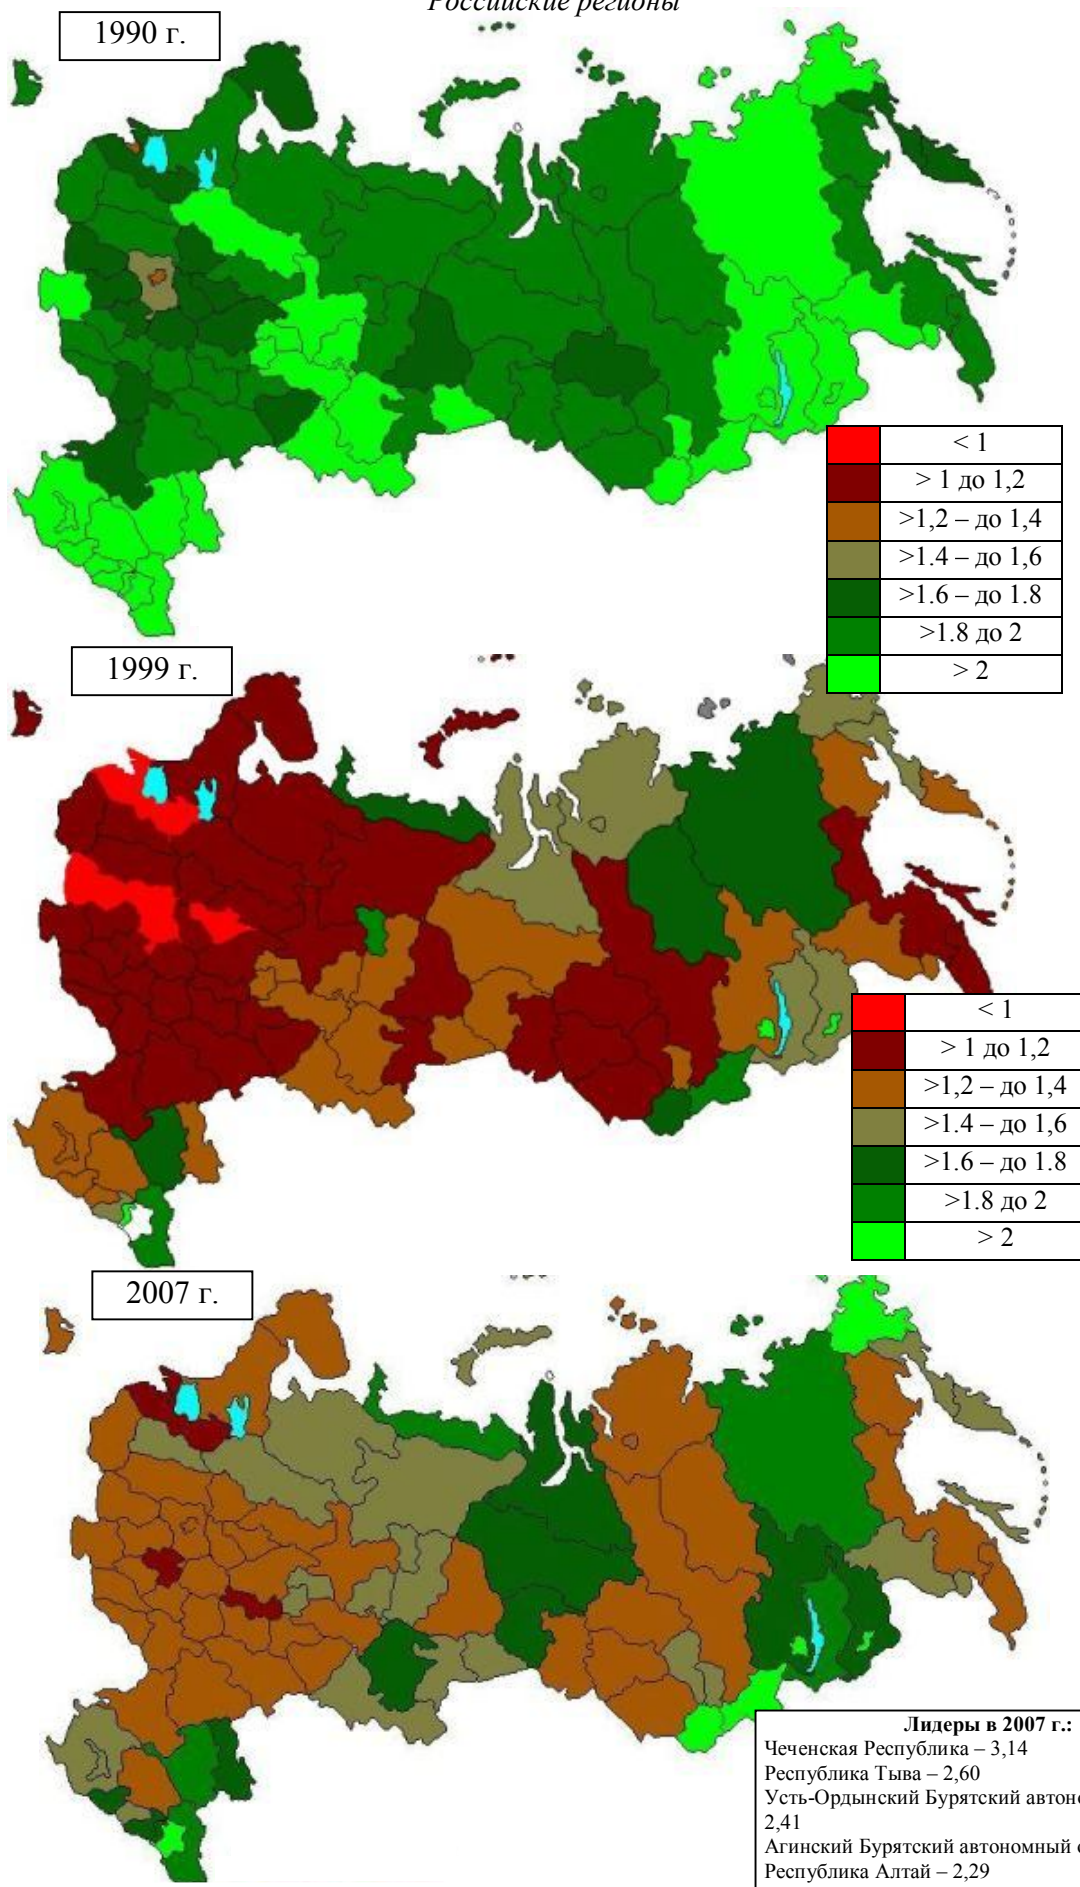 Российские регионы
1990 г.
< 1
> 1 до 1,2
>1,2 – до 1,4
>1.4 – до 1,6
>1.6 – до 1.8
>1.8 до 2
> 2
1999 г.
< 1
> 1 до 1,2
>1,2 – до 1,4
>1.4 – до 1,6
>1.6 – до 1.8
>1.8 до 2
> 2
2007 г.
Лидеры в 2007 г.:
Чеченская Республика – 3,14
Республика Тыва – 2,60
Усть-Ордынский Бурятский автоно
2,41
Агинский Бурятский автономный о
Республика Алтай – 2,29